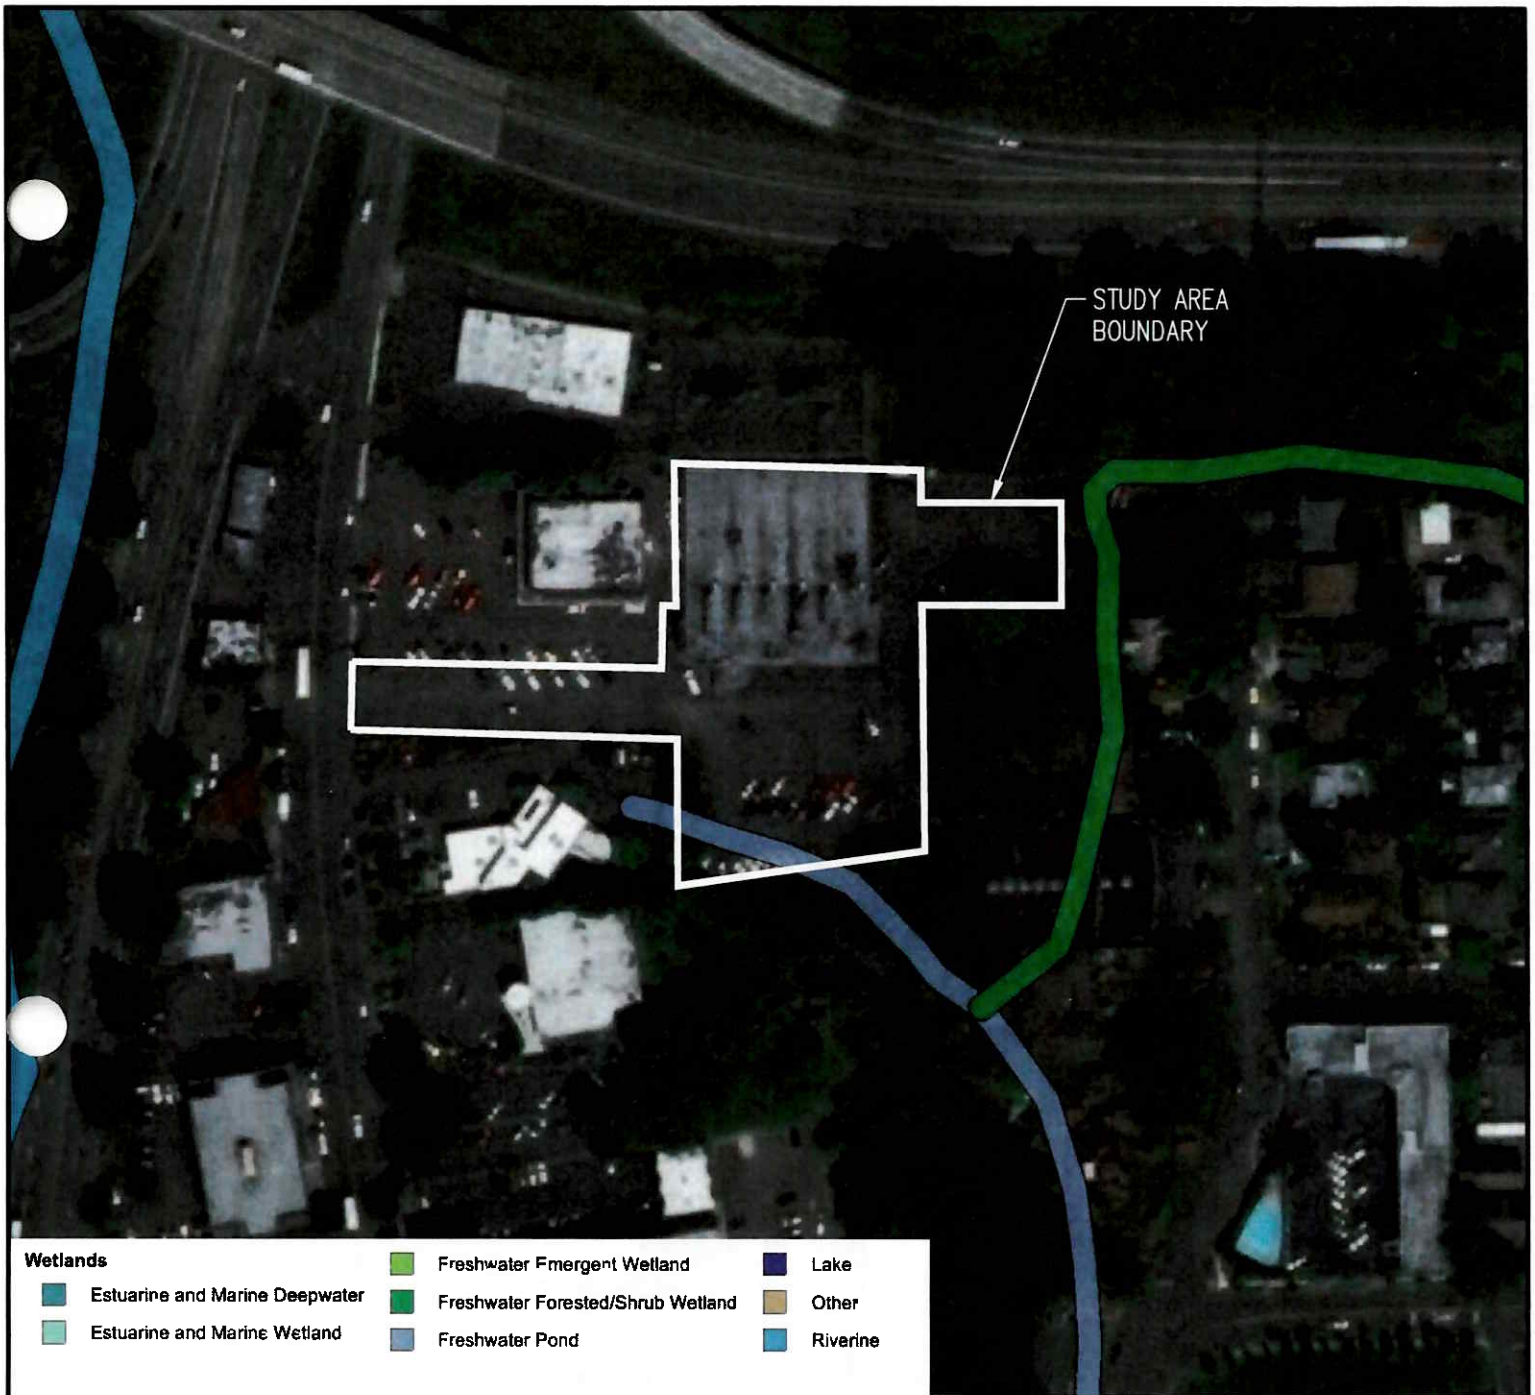 STUDY AREA
BOUNDARY
Wetlands
Estuarine and Marine Deepwater
Estuarine and Marine Wetland
Freshwater Emergent Wetland
Freshwater Forested/Shrub Wetland
Freshwater Pond
Lake
Other
Riverine